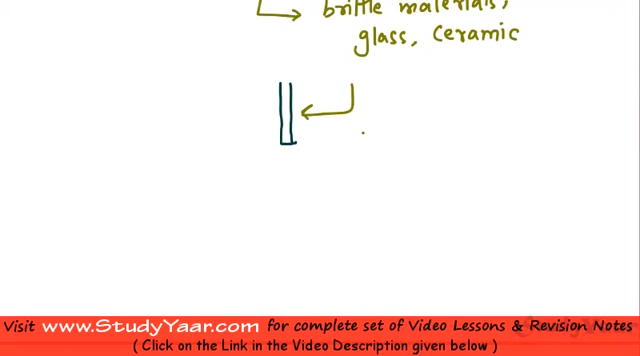 brittle materials,
glass, Ceramic
Visit www.StudyYaar.com for complete set of Video Lessons & Revision Notes
( Click on the Link in the Video Description given below )